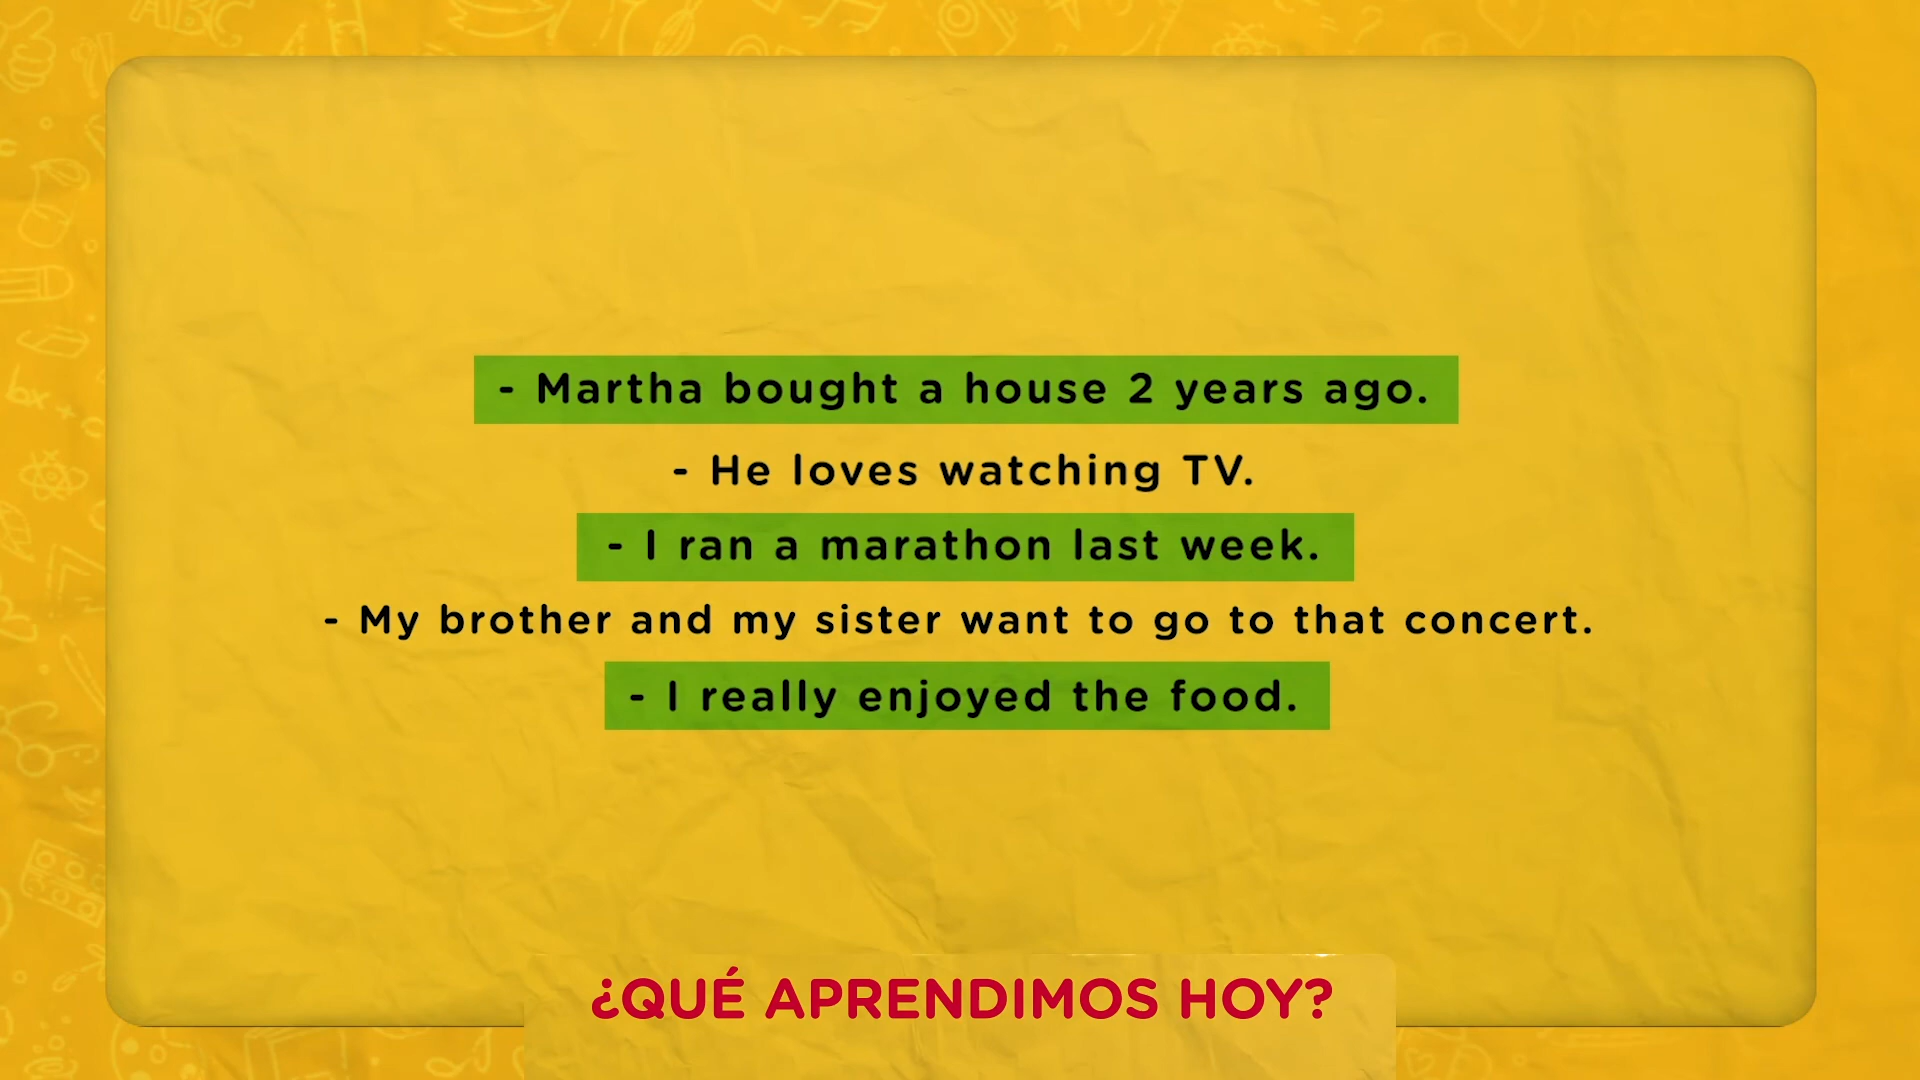 - Martha bought a house 2 years ago.
- He loves watching TV.
- I ran a marathon last week.
- My brother and my sister want to go to that concert.
- I really enjoyed the food.
¿QUÉ APRENDIMOS HOY?